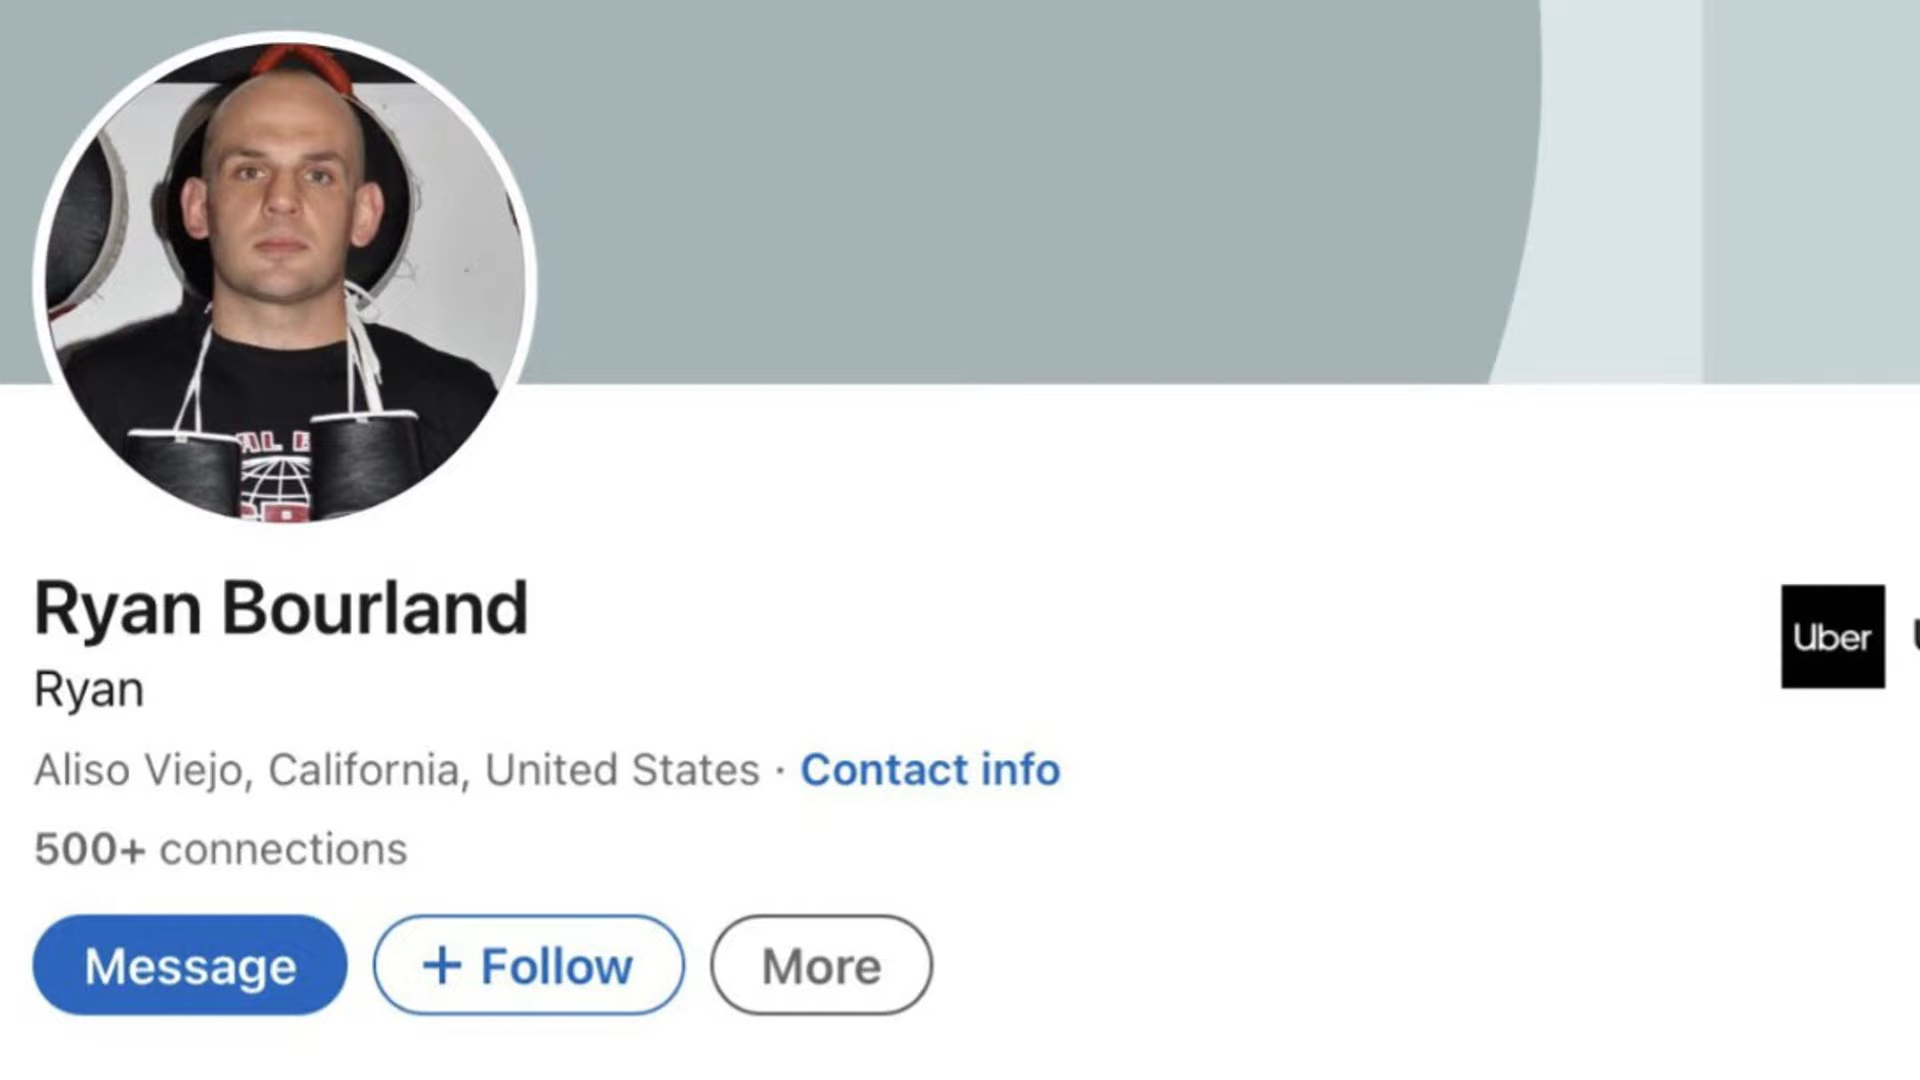 Ryan Bourland
Ryan
Uber
Aliso Viejo, California, United States · Contact info
500+ connections
Message
+ Follow
More